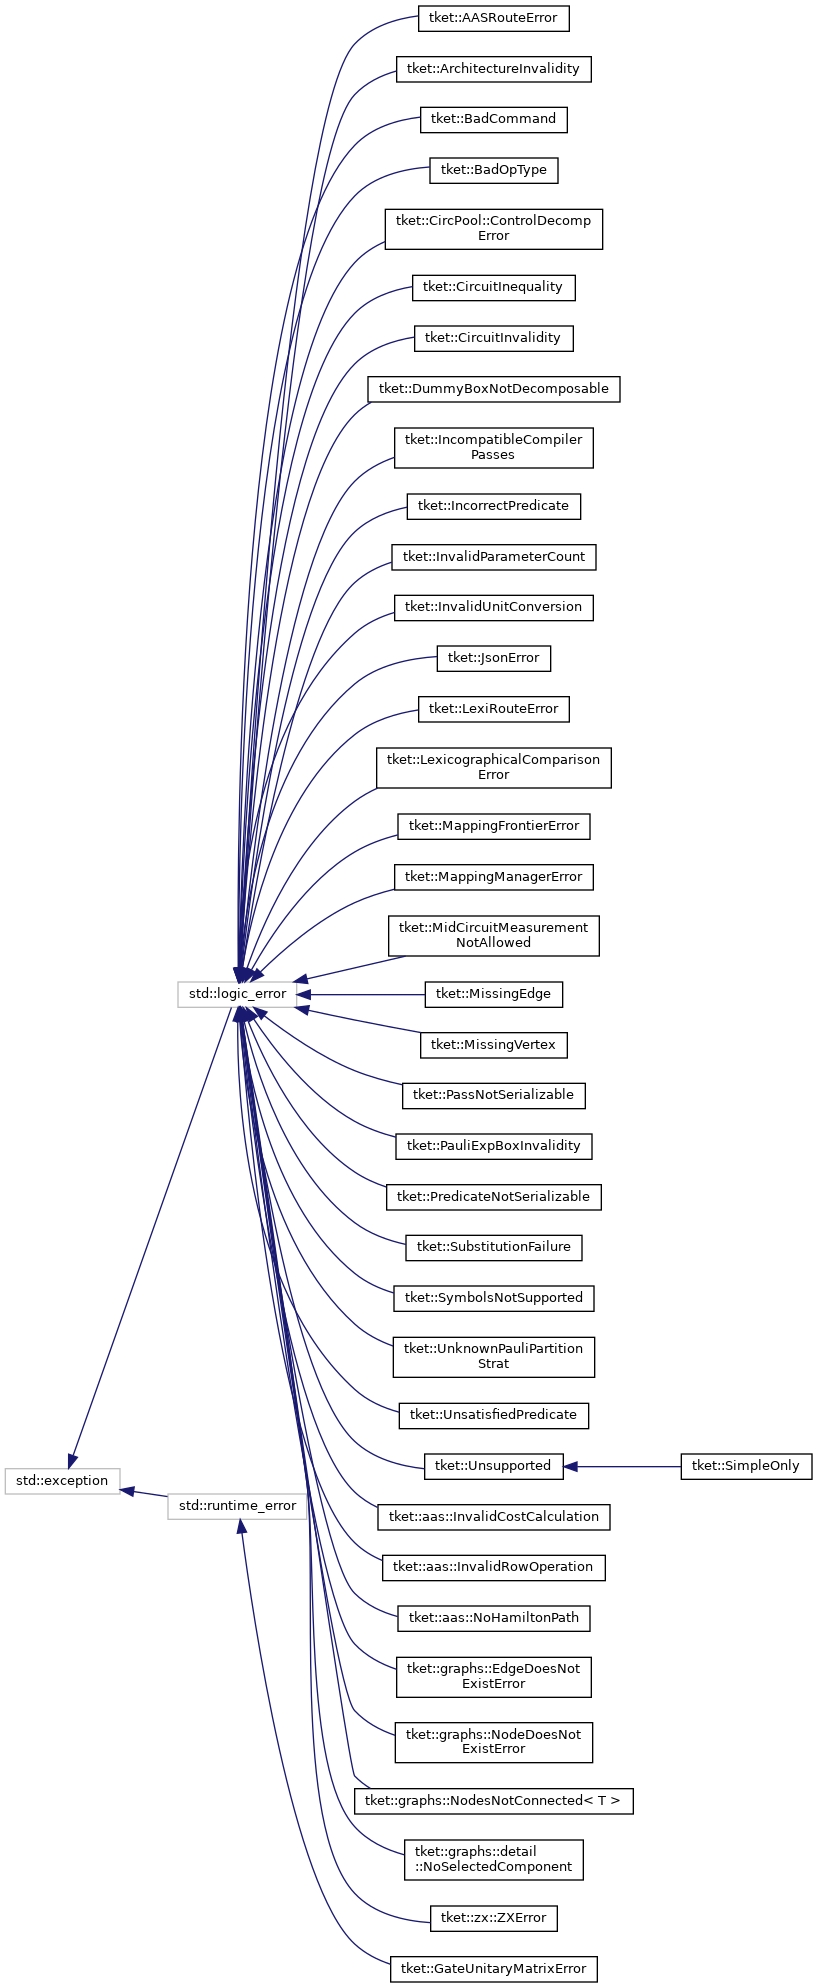 tket::AASRouteError
tket::ArchitectureInvalidity
tket::BadCommand
tket::BadOpType
tket::CircPool::ControlDecomp
Error
tket::CircuitInequality
tket::CircuitInvalidity
tket::DummyBoxNotDecomposable
tket::IncompatibleCompiler
Passes
tket::IncorrectPredicate
tket::InvalidParameterCount
tket::InvalidUnitConversion
tket::JsonError
tket::LexiRouteError
tket::LexicographicalComparison
Error
tket::MappingFrontierError
tket::MappingManagerError
tket::MidCircuitMeasurement
NotAllowed
std::logic_error
tket::MissingEdge
tket::MissingVertex
tket::PassNotSerializable
tket::PauliExpBoxInvalidity
tket::PredicateNotSerializable
tket::SubstitutionFailure
tket::SymbolsNotSupported
tket::UnknownPauliPartition
Strat
tket::UnsatisfiedPredicate
tket::Unsupported
tket::SimpleOnly
std::exception
std::runtime_error
tket::aas::InvalidCostCalculation
tket::aas::InvalidRowOperation
tket::aas::NoHamiltonPath
tket::graphs::EdgeDoesNot
ExistError
tket::graphs::NodeDoesNot
ExistError
tket::graphs::NodesNotConnected< T >
tket::graphs::detail
::NoSelectedComponent
tket::zx::ZXError
tket::GateUnitaryMatrixError